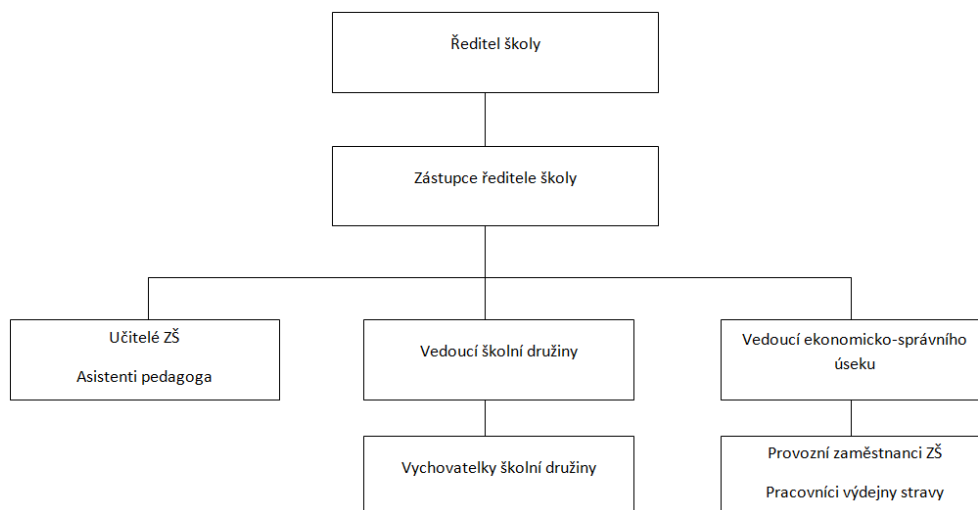 Ředitel školy
Zástupce ředitele školy
Učitelé ZŠ
Asistenti pedagoga
Vedoucí školní družiny
Vedoucí ekonomicko-správního
úseku
Vychovatelky školní družiny
Provozní zaměstnanci ZŠ
Pracovníci výdejny stravy